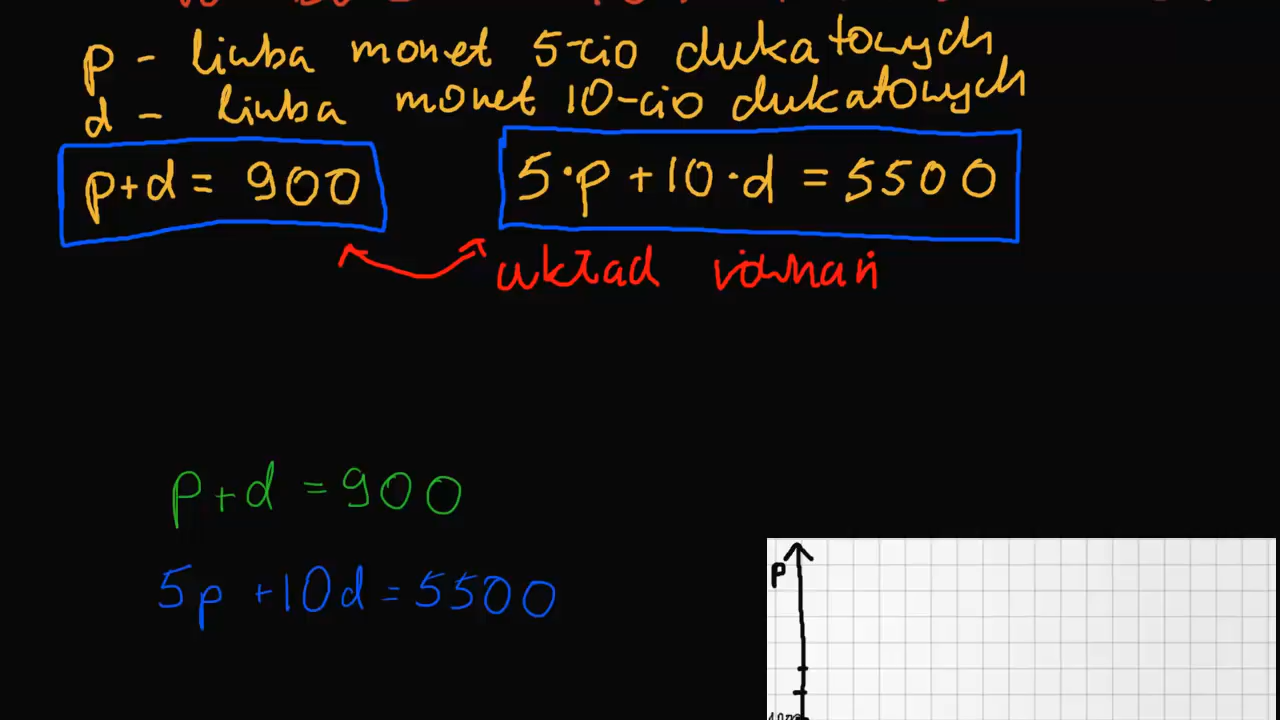 p - liczba monet 5-cio dukatowych
d - liczba monet 10-cio dukatowych
p+d = 900 5·p + 10·d = 5500
układ równań
p+d = 900
5p + 10d = 5500
p